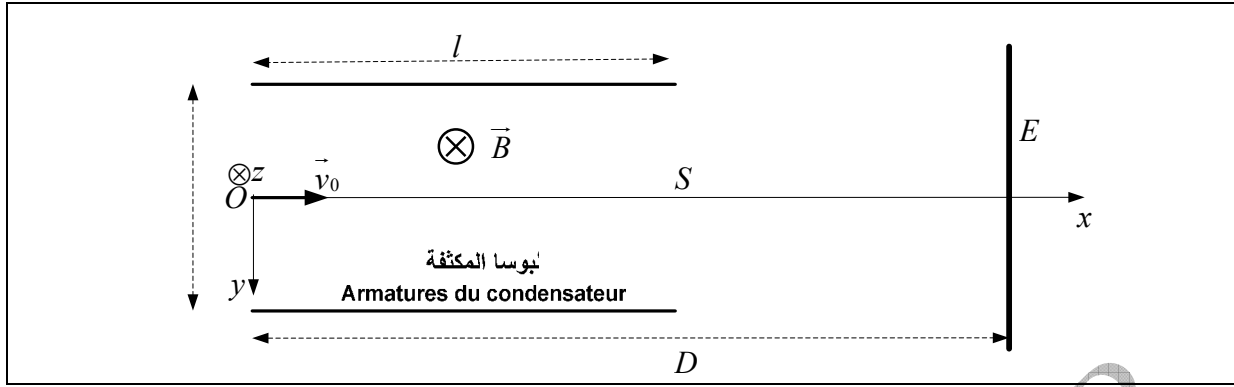 l
B
E
z
v₀
S
O
x
لبوسا المكثفة
y
Armatures du condensateur
D